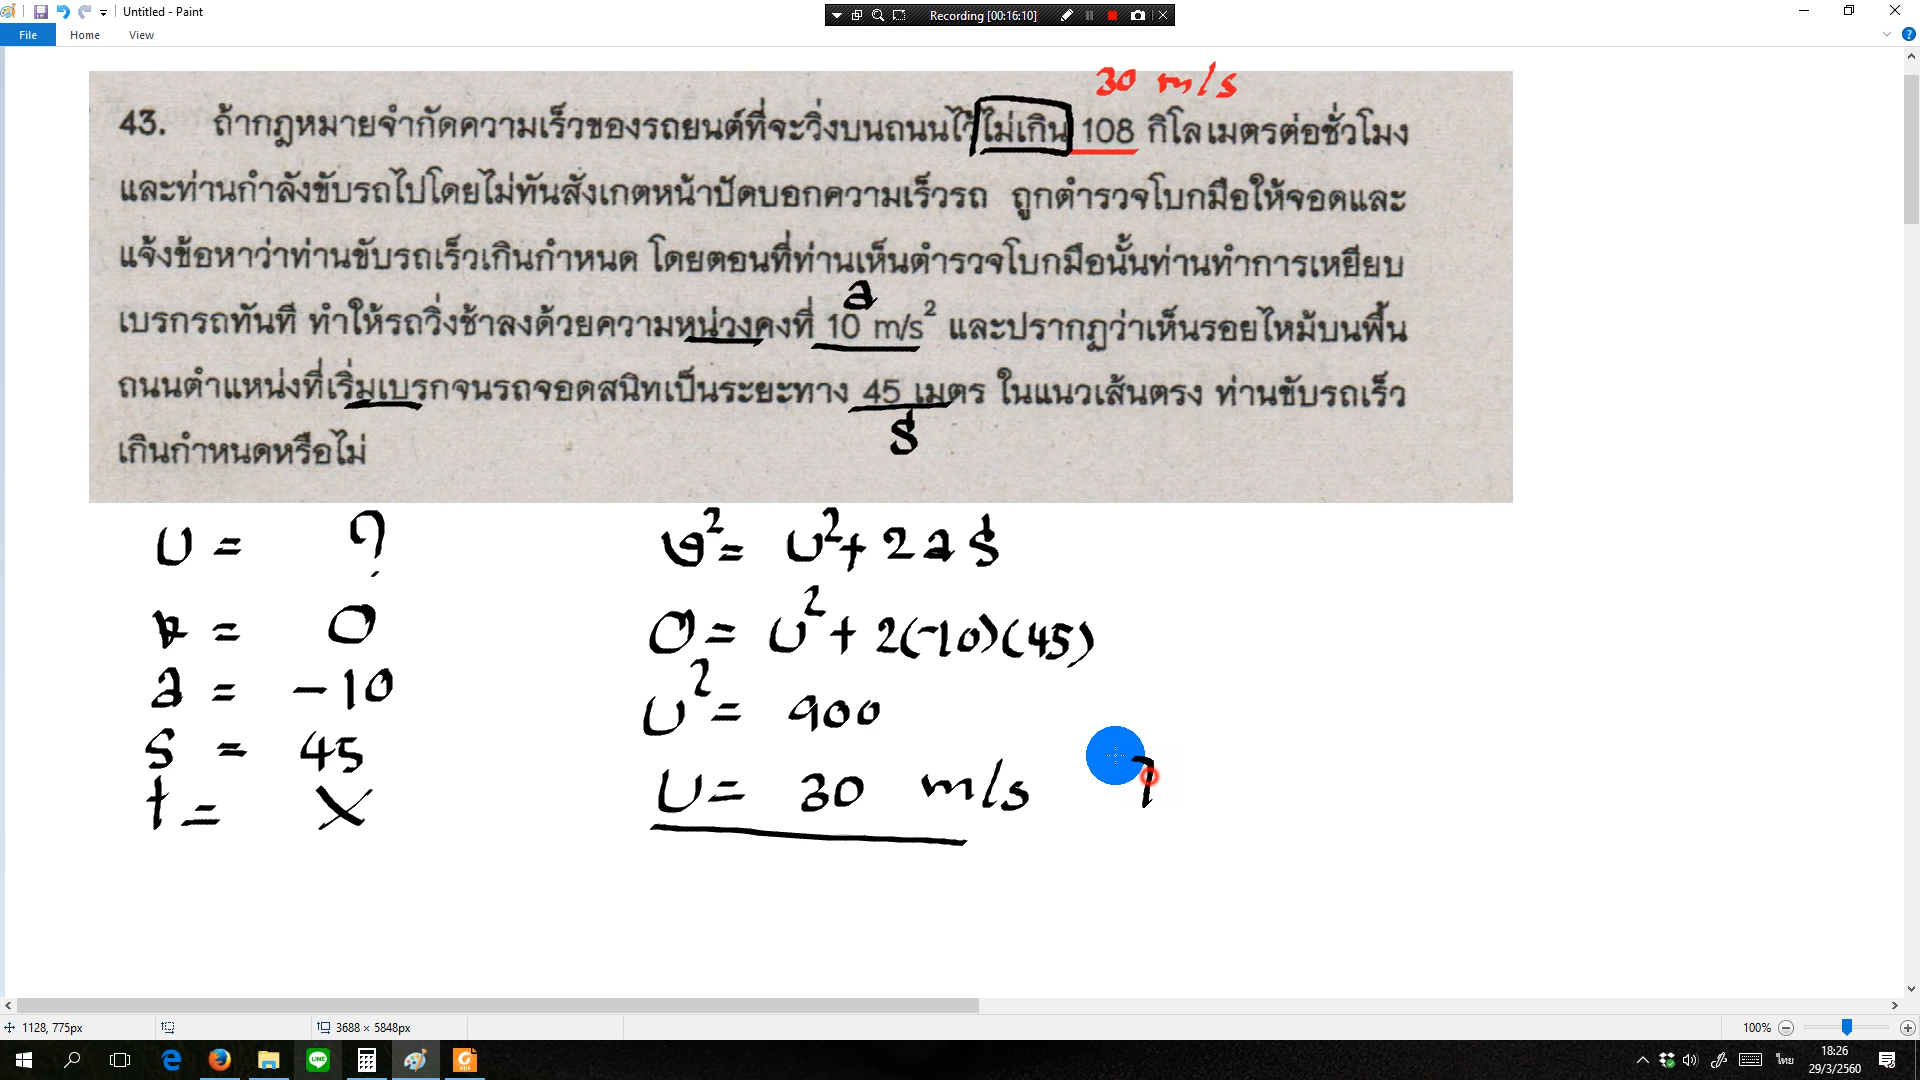 Untitled - Paint
Recording [00:16:10]
File Home View
30 m/s
43. ถ้ากฎหมายจำกัดความเร็วของรถยนต์ที่จะวิ่งบนถนนไว้ไม่เกิน 108 กิโลเมตรต่อชั่วโมง
และท่านกำลังขับรถไปโดยไม่ทันสังเกตหน้าปัดบอกความเร็วรถ ถูกตำรวจโบกมือให้จอดและ
แจ้งข้อหาว่าท่านขับรถเร็วเกินกำหนด โดยตอนที่ท่านเห็นตำรวจโบกมือนั้นท่านทำการเหยียบ
a
เบรกรถทันที ทำให้รถวิ่งช้าลงด้วยความหน่วงคงที่ 10 m/s² และปรากฏว่าเห็นรอยไหม้บนพื้น
ถนนตำแหน่งที่เริ่มเบรกจนรถจอดสนิทเป็นระยะทาง 45 เมตร ในแนวเส้นตรง ท่านขับรถเร็ว
S
เกินกำหนดหรือไม่
U = ?
v = 0
a = -10
s = 45
t = X
v² = U² + 2as
0 = U² + 2(-10)(45)
U² = 900
U = 30 m/s
1128, 775px
3688 × 5848px
100%
LINE
ไทย
18:26
29/3/2560